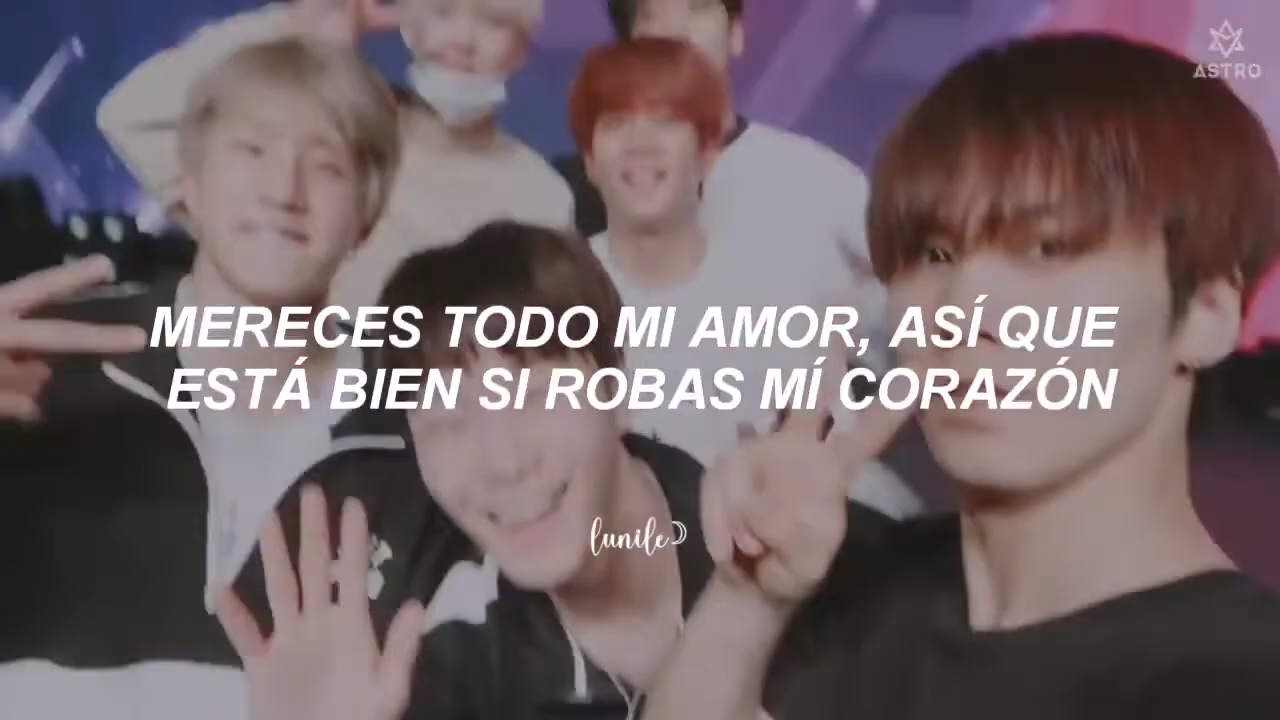 ASTRO
MERECES TODO MI AMOR, ASÍ QUE
ESTÁ BIEN SI ROBAS MÍ CORAZÓN
lunile